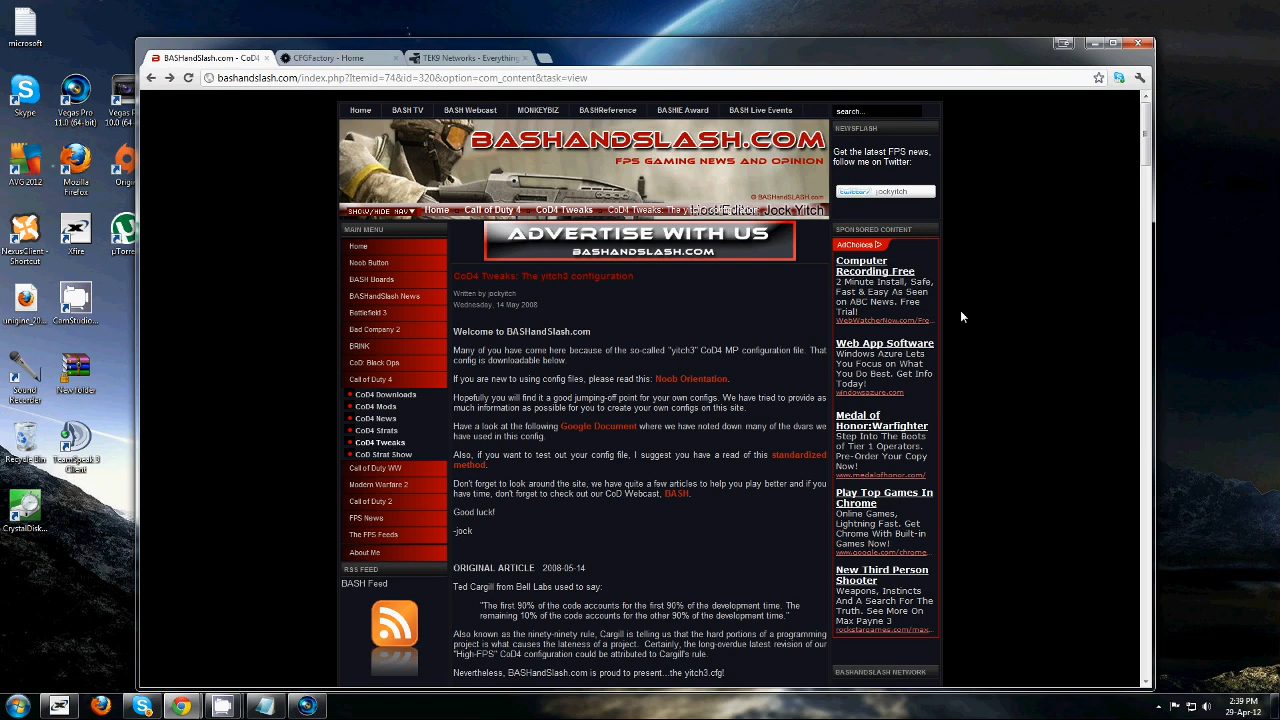 microsoft
Skype
Vegas Pro
11.0 (64-bit)
Vegas P
10.0 (64
AVG 2012
Mozilla
Firefox
Origi
NexusClient -
Shortcut
Xfire
µTorre
unigine_20...
CamStudio...
Sound
Recorder
New folder
Recycle Bin
TeamSpeak 3
Client
CrystalDisk...
BASHandSlash.com - CoD4
CFGFactory - Home
TEK9 Networks - Everything
bashandslash.com/index.php?Itemid=74&id=320&option=com_content&task=view
Home
BASH TV
BASH Webcast
MONKEYBIZ
BASHReference
BASHIE Award
BASH Live Events
search...
BASHANDSLASH.COM
FPS GAMING NEWS AND OPINION
© BASHandSLASH.com
SHOW/HIDE NAV▼
Home
Call of Duty 4
CoD4 Tweaks
CoD4 Tweaks: The
Jock Yitch
NEWSFLASH
Get the latest FPS news,
follow me on Twitter:
twitter
jockyitch
MAIN MENU
Home
Noob Button
BASH Boards
BASHandSlash News
Battlefield 3
Bad Company 2
BRINK
CoD: Black Ops
Call of Duty 4
CoD4 Downloads
CoD4 Mods
CoD4 News
CoD4 Strats
CoD4 Tweaks
CoD Strat Show
Call of Duty WW
Modern Warfare 2
Call of Duty 2
FPS News
The FPS Feeds
About Me
RSS FEED
BASH Feed
ADVERTISE WITH US
BASHANDSLASH.COM
CoD4 Tweaks: The yitch3 configuration
Written by jockyitch
Wednesday, 14 May 2008
Welcome to BASHandSlash.com
Many of you have come here because of the so-called "yitch3" CoD4 MP configuration file. That
config is downloadable below.
If you are new to using config files, please read this: Noob Orientation.
Hopefully you will find it a good jumping-off point for your own configs. We have tried to provide as
much information as possible for you to create your own configs on this site.
Have a look at the following Google Document where we have noted down many of the dvars we
have used in this config.
Also, if you want to test out your config file, I suggest you have a read of this standardized
method.
Don't forget to look around the site, we have quite a few articles to help you play better and if you
have time, don't forget to check out our CoD Webcast, BASH.
Good luck!
-jock
ORIGINAL ARTICLE 2008-05-14
Ted Cargill from Bell Labs used to say:
"The first 90% of the code accounts for the first 90% of the development time. The
remaining 10% of the code accounts for the other 90% of the development time."
Also known as the ninety-ninety rule, Cargill is telling us that the hard portions of a programming
project is what causes the lateness of a project. Certainly, the long-overdue latest revision of our
"High-FPS" CoD4 configuration could be attributed to Cargill's rule.
Nevertheless, BASHandSlash.com is proud to present...the yitch3.cfg!
SPONSORED CONTENT
AdChoices
Computer
Recording Free
2 Minute Install, Safe,
Fast & Easy As Seen
on ABC News. Free
Trial!
WebWatcherNow.com/Fre...
Web App Software
Windows Azure Lets
You Focus on What
You Do Best. Get Info
Today!
windowsazure.com
Medal of
Honor:Warfighter
Step Into The Boots
of Tier 1 Operators.
Pre-Order Your Copy
Now!
www.medalofhonor.com/
Play Top Games In
Chrome
Online Games,
Lightning Fast. Get
Chrome With Built-in
Games Now!
www.google.com/chrome...
New Third Person
Shooter
Weapons, Instincts
And A Search For The
Truth. See More On
Max Payne 3
rockstargames.com/max...
BASHANDSLASH NETWORK
2:39 PM
29-Apr-12